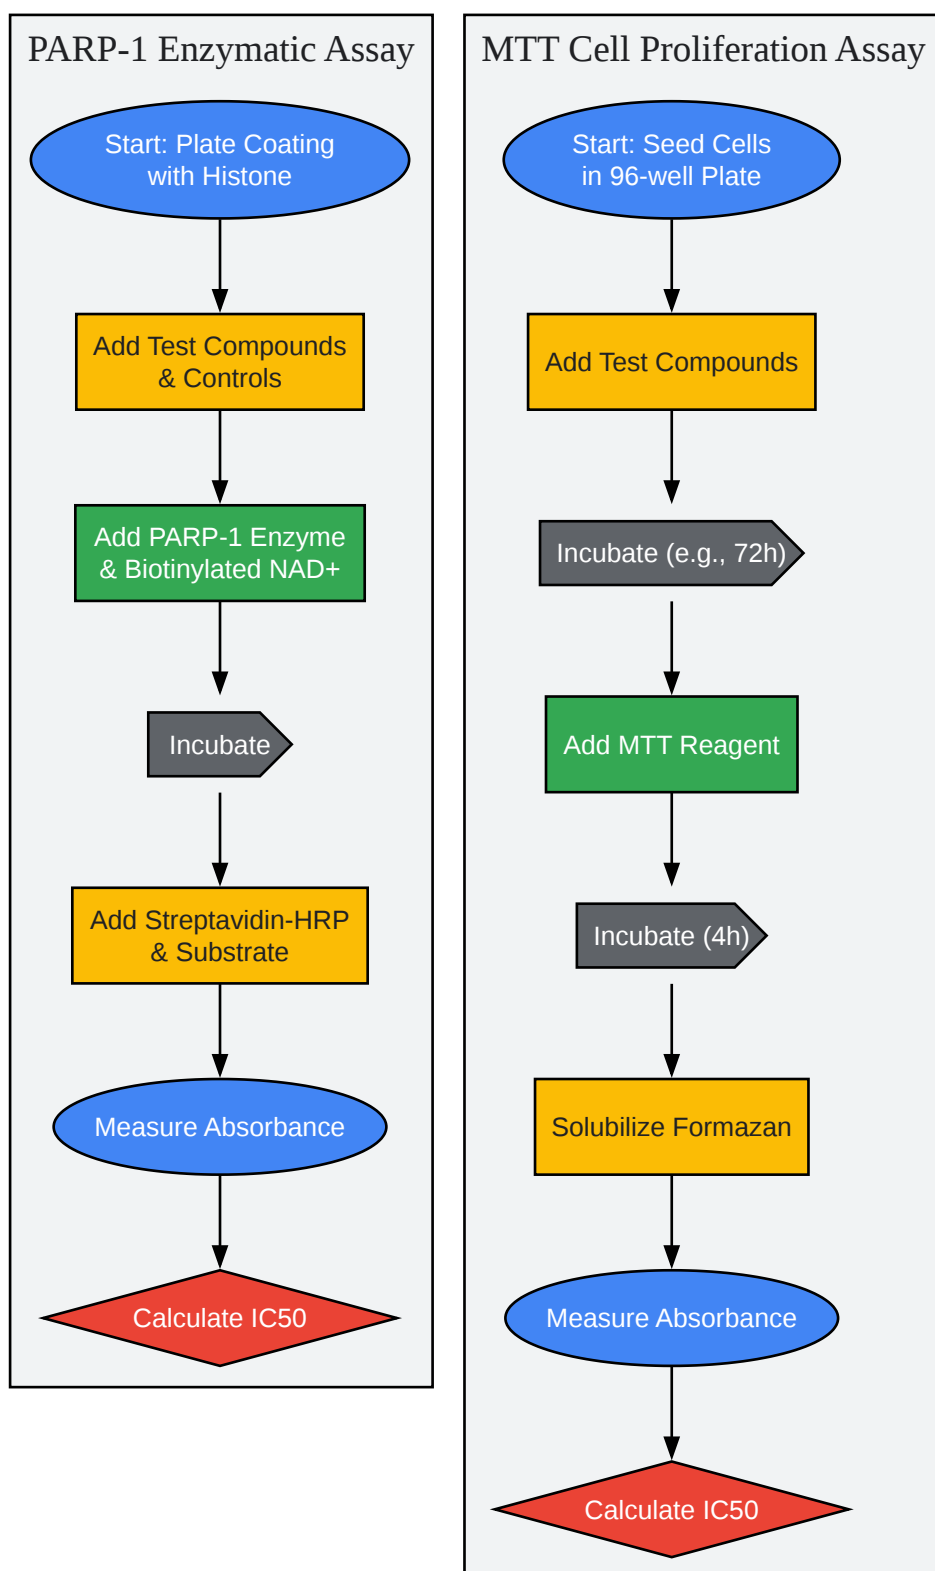 PARP-1 Enzymatic Assay
Start: Plate Coating
with Histone
Add Test Compounds
& Controls
Add PARP-1 Enzyme
& Biotinylated NAD+
Incubate
Add Streptavidin-HRP
& Substrate
Measure Absorbance
Calculate IC50
MTT Cell Proliferation Assay
Start: Seed Cells
in 96-well Plate
Add Test Compounds
Incubate (e.g., 72h)
Add MTT Reagent
Incubate (4h)
Solubilize Formazan
Measure Absorbance
Calculate IC50